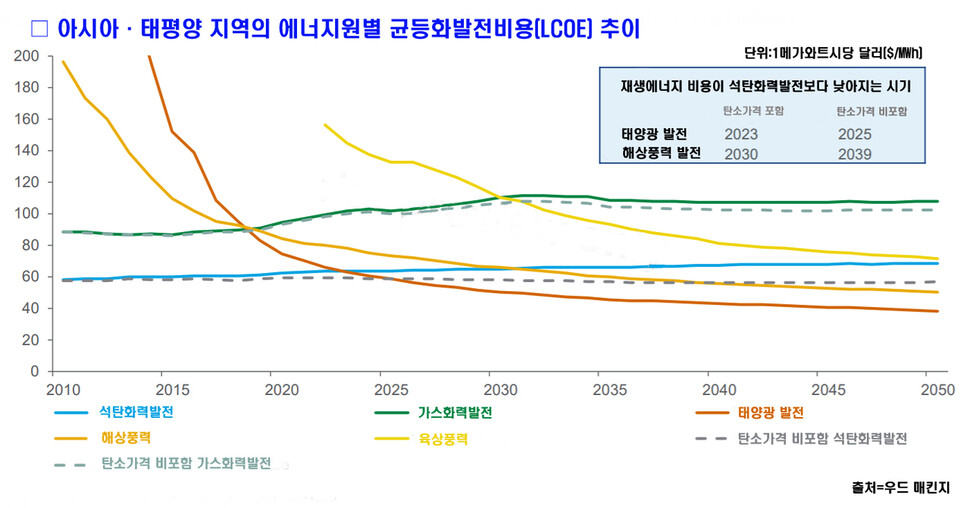 □ 아시아 · 태평양 지역의 에너지원별 균등화발전비용(LCOE) 추이
단위:1메가와트시당 달러($/MWh)
재생에너지 비용이 석탄화력발전보다 낮아지는 시기
탄소가격 포함 탄소가격 비포함
태양광 발전 2023 2025
해상풍력 발전 2030 2039
200
180
160
140
120
100
80
60
40
20
0
2010 2015 2020 2025 2030 2035 2040 2045 2050
석탄화력발전 가스화력발전 태양광 발전
해상풍력 육상풍력 탄소가격 비포함 석탄화력발전
탄소가격 비포함 가스화력발전
출처=우드 매킨지